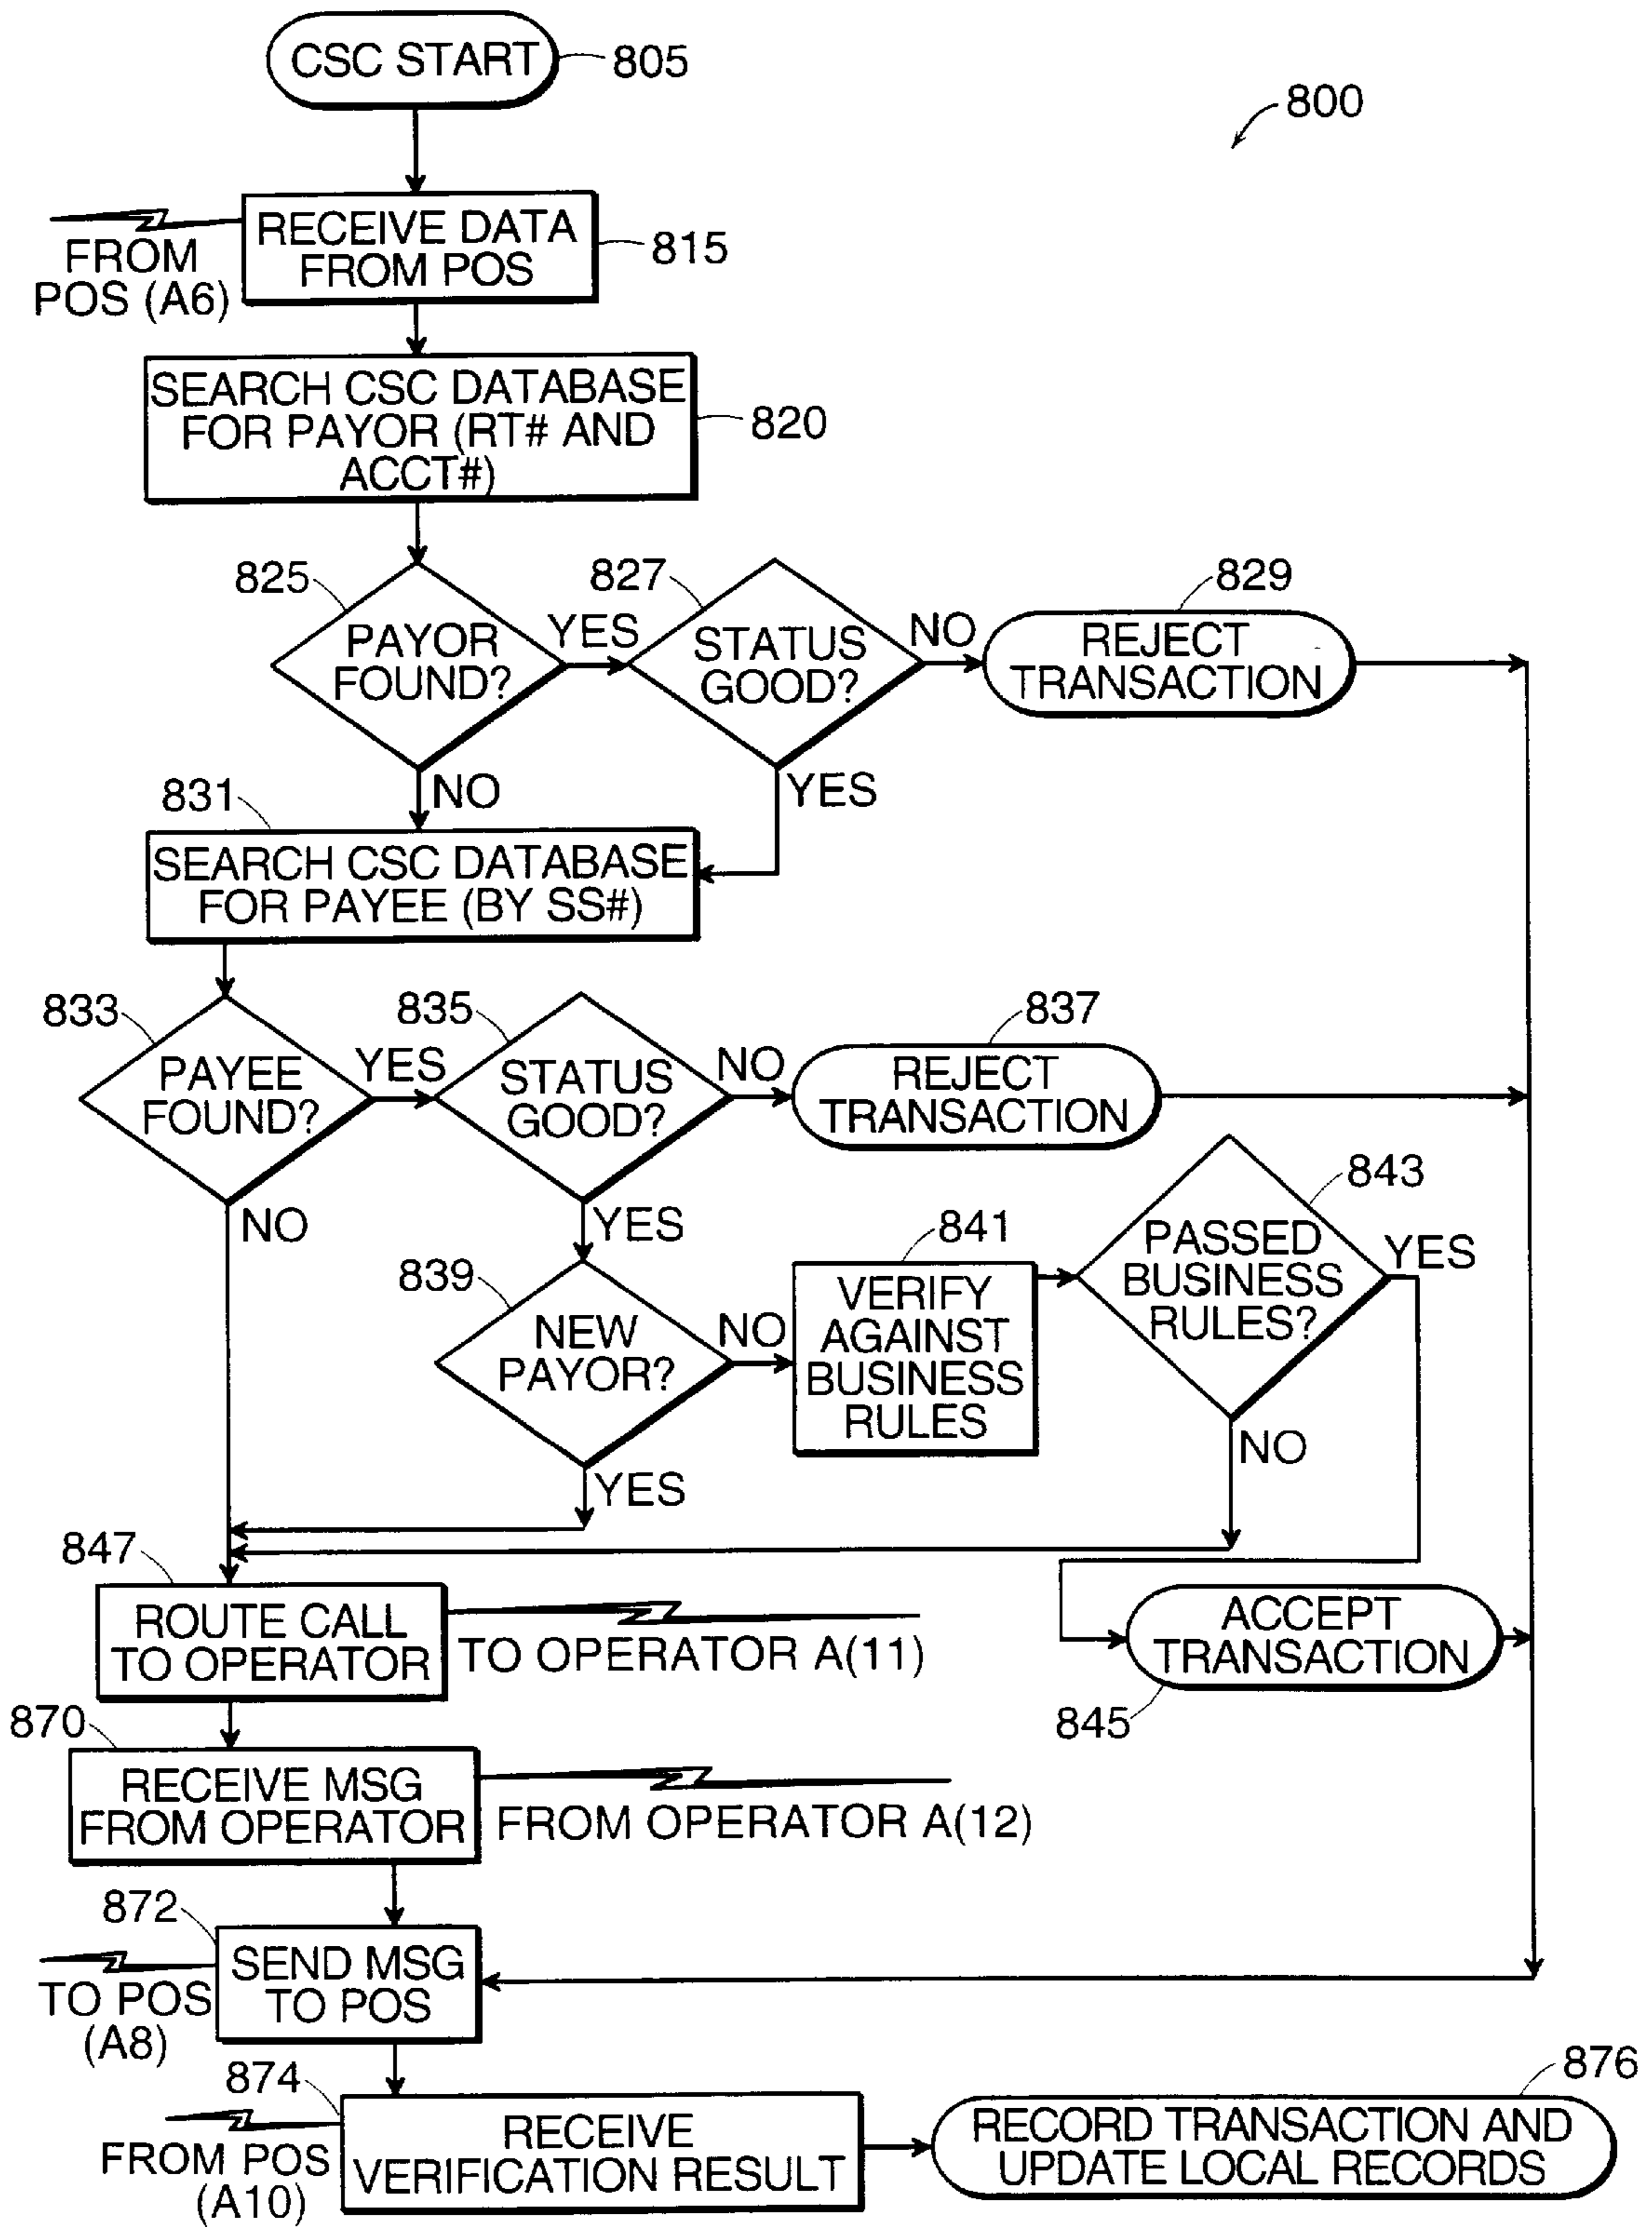 CSC START
805
800
RECEIVE DATA
FROM POS
815
FROM
POS (A6)
SEARCH CSC DATABASE
FOR PAYOR (RT# AND
ACCT#)
820
825
PAYOR
FOUND?
YES
NO
827
STATUS
GOOD?
NO
YES
829
REJECT
TRANSACTION
831
SEARCH CSC DATABASE
FOR PAYEE (BY SS#)
833
PAYEE
FOUND?
YES
NO
835
STATUS
GOOD?
NO
YES
837
REJECT
TRANSACTION
839
NEW
PAYOR?
NO
YES
841
VERIFY
AGAINST
BUSINESS
RULES
843
PASSED
BUSINESS
RULES?
YES
NO
847
ROUTE CALL
TO OPERATOR
TO OPERATOR A(11)
ACCEPT
TRANSACTION
845
870
RECEIVE MSG
FROM OPERATOR
FROM OPERATOR A(12)
872
SEND MSG
TO POS
TO POS
(A8)
874
RECEIVE
VERIFICATION RESULT
FROM POS
(A10)
876
RECORD TRANSACTION AND
UPDATE LOCAL RECORDS